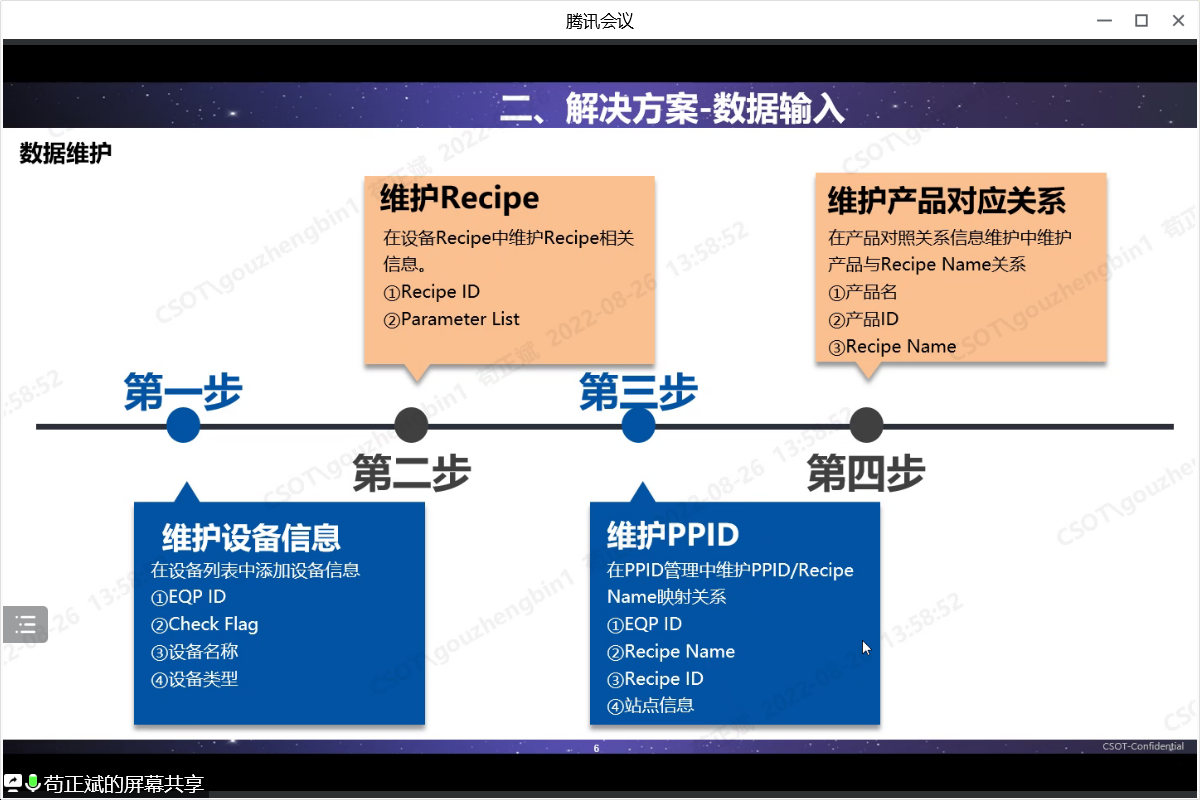 腾讯会议
二、解决方案-数据输入
数据维护
维护Recipe
在设备Recipe中维护Recipe相关
信息。
①Recipe ID
②Parameter List
维护产品对应关系
在产品对照关系信息维护中维护
产品与Recipe Name关系
①产品名
②产品ID
③Recipe Name
第一步
第二步
第三步
第四步
维护设备信息
在设备列表中添加设备信息
①EQP ID
②Check Flag
③设备名称
④设备类型
维护PPID
在PPID管理中维护PPID/Recipe
Name映射关系
①EQP ID
②Recipe Name
③Recipe ID
④站点信息
6
CSOT-Confidential
苟正斌的屏幕共享
CSOT\gouzhengbin1 苟正斌 2022-08-26 13:58:52